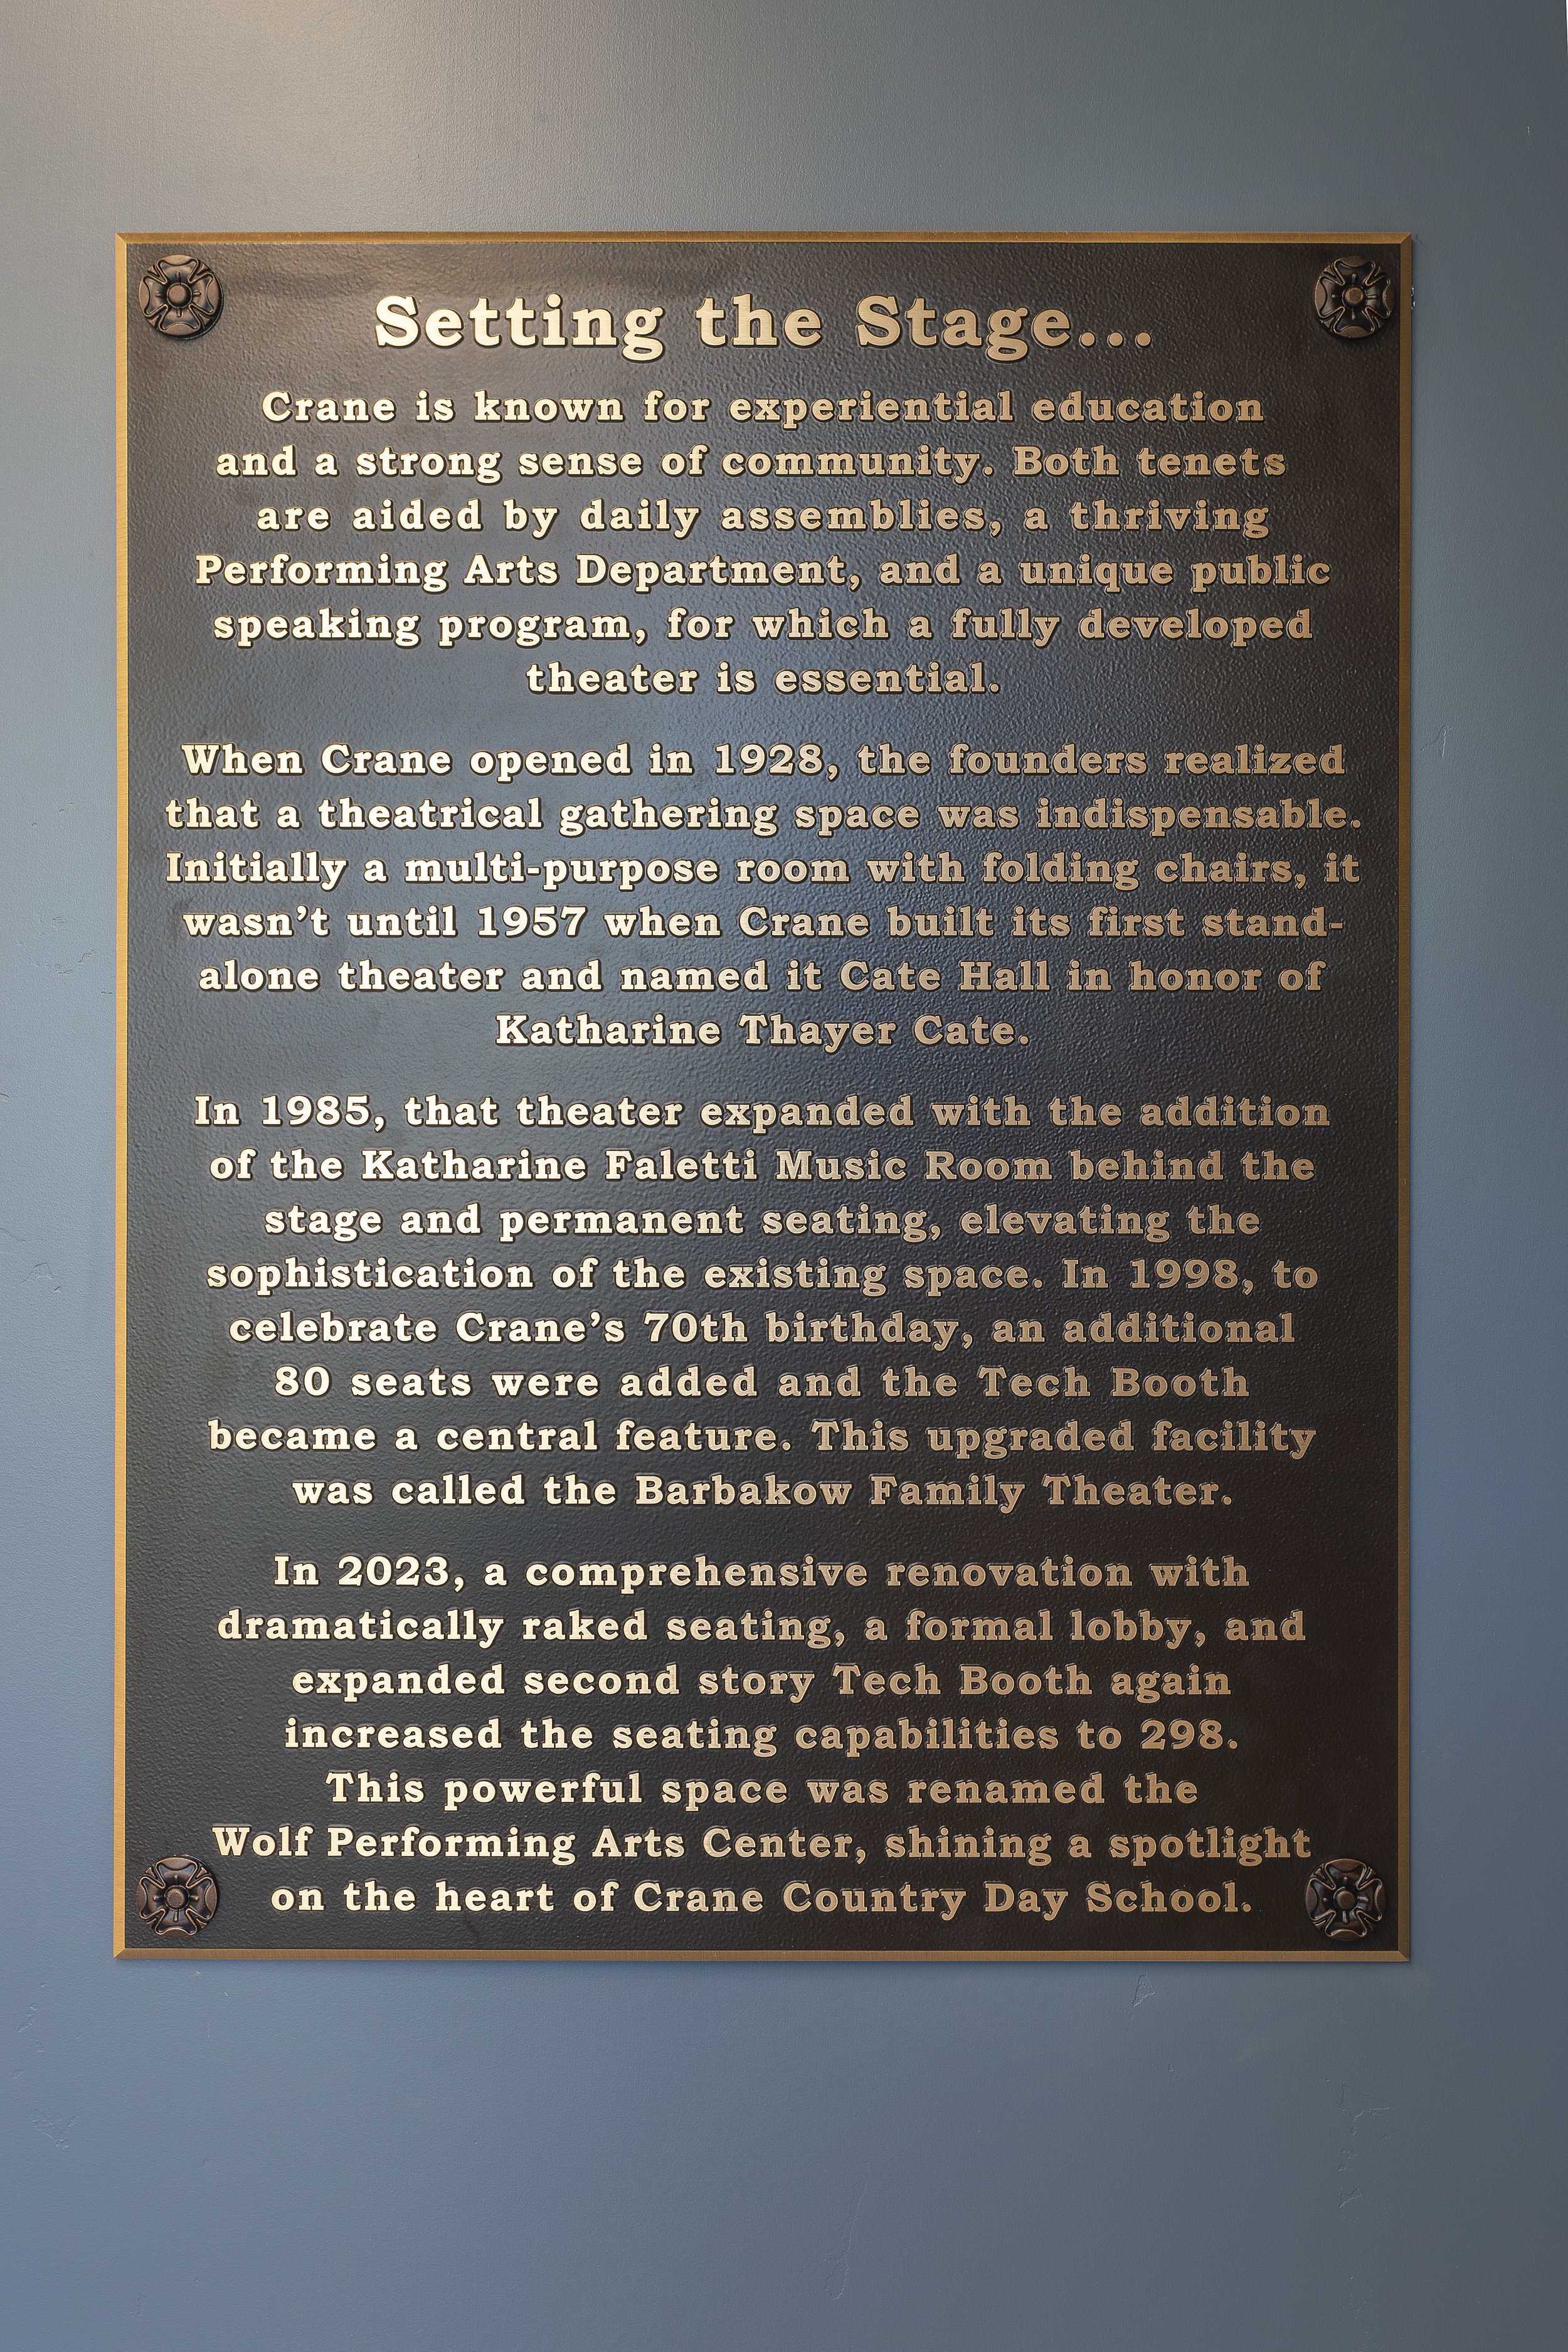 Setting the Stage...
Crane is known for experiential education
and a strong sense of community. Both tenets
are aided by daily assemblies, a thriving
Performing Arts Department, and a unique public
speaking program, for which a fully developed
theater is essential.
When Crane opened in 1928, the founders realized
that a theatrical gathering space was indispensable.
Initially a multi-purpose room with folding chairs, it
wasn’t until 1957 when Crane built its first stand-
alone theater and named it Cate Hall in honor of
Katharine Thayer Cate.
In 1985, that theater expanded with the addition
of the Katharine Faletti Music Room behind the
stage and permanent seating, elevating the
sophistication of the existing space. In 1998, to
celebrate Crane’s 70th birthday, an additional
80 seats were added and the Tech Booth
became a central feature. This upgraded facility
was called the Barbakow Family Theater.
In 2023, a comprehensive renovation with
dramatically raked seating, a formal lobby, and
expanded second story Tech Booth again
increased the seating capabilities to 298.
This powerful space was renamed the
Wolf Performing Arts Center, shining a spotlight
on the heart of Crane Country Day School.